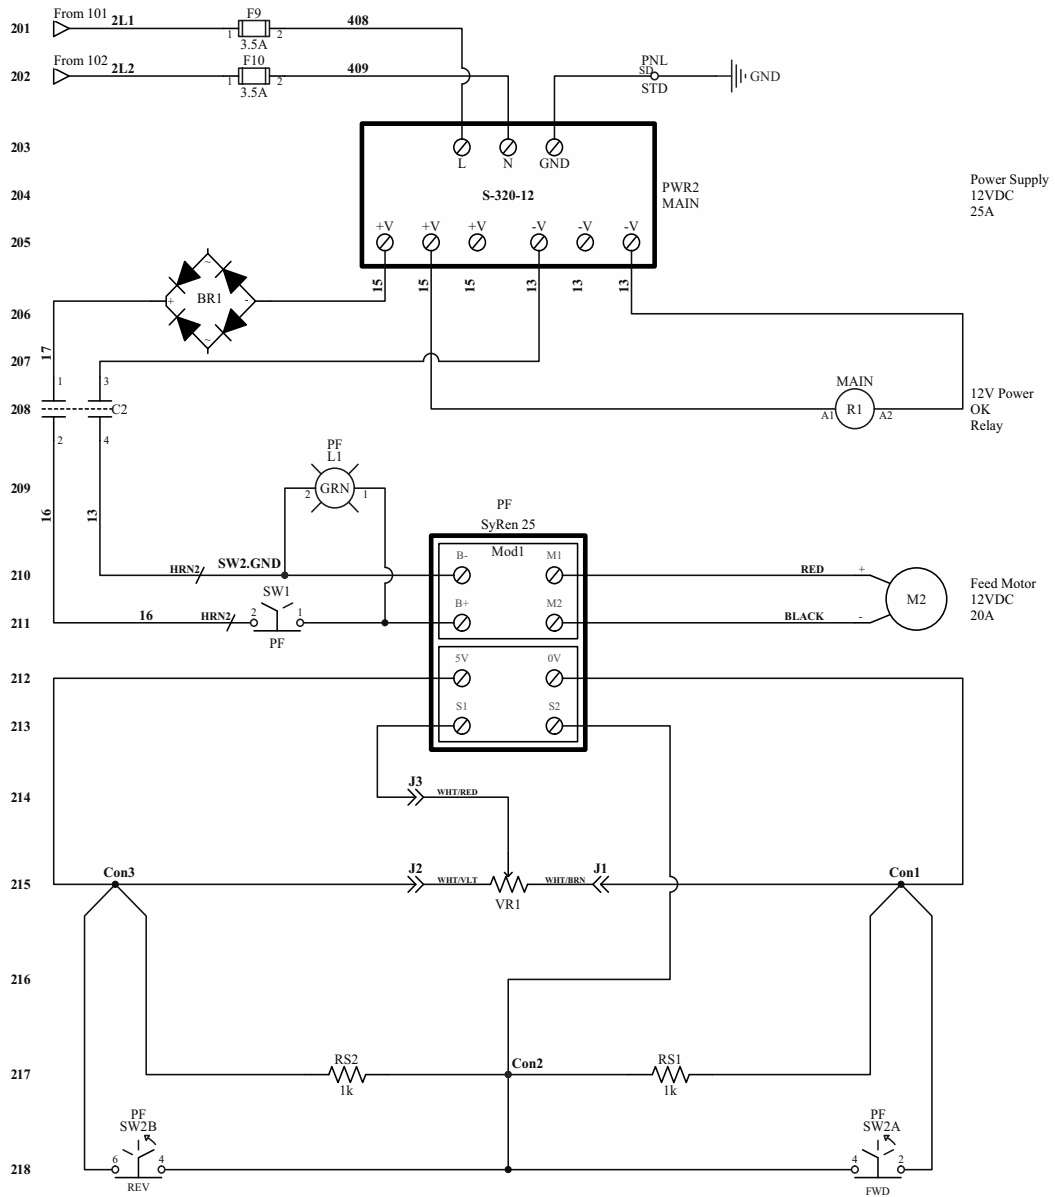 201
From 101
2L1
F9
1
2
3.5A
408
202
From 102
2L2
F10
1
2
3.5A
409
PNL
SD
STD
GND
203
L
N
GND
204
S-320-12
PWR2
MAIN
Power Supply
12VDC
25A
205
+V
+V
+V
-V
-V
-V
15
15
15
13
13
13
206
~
+
BR1
-
~
207
17
1
3
208
C2
2
4
MAIN
A1
R1
A2
12V Power
OK
Relay
209
PF
L1
2
GRN
1
16
13
PF
SyRen 25
Mod1
210
HRN2
SW2.GND
B-
M1
RED
+
M2
Feed Motor
12VDC
20A
211
16
HRN2
SW1
2
1
PF
B+
M2
BLACK
-
212
5V
0V
213
S1
S2
214
J3
WHT/RED
215
Con3
J2
WHT/VLT
VR1
WHT/BRN
J1
Con1
216
217
RS2
1k
Con2
RS1
1k
218
PF
SW2B
6
4
REV
PF
SW2A
4
2
FWD